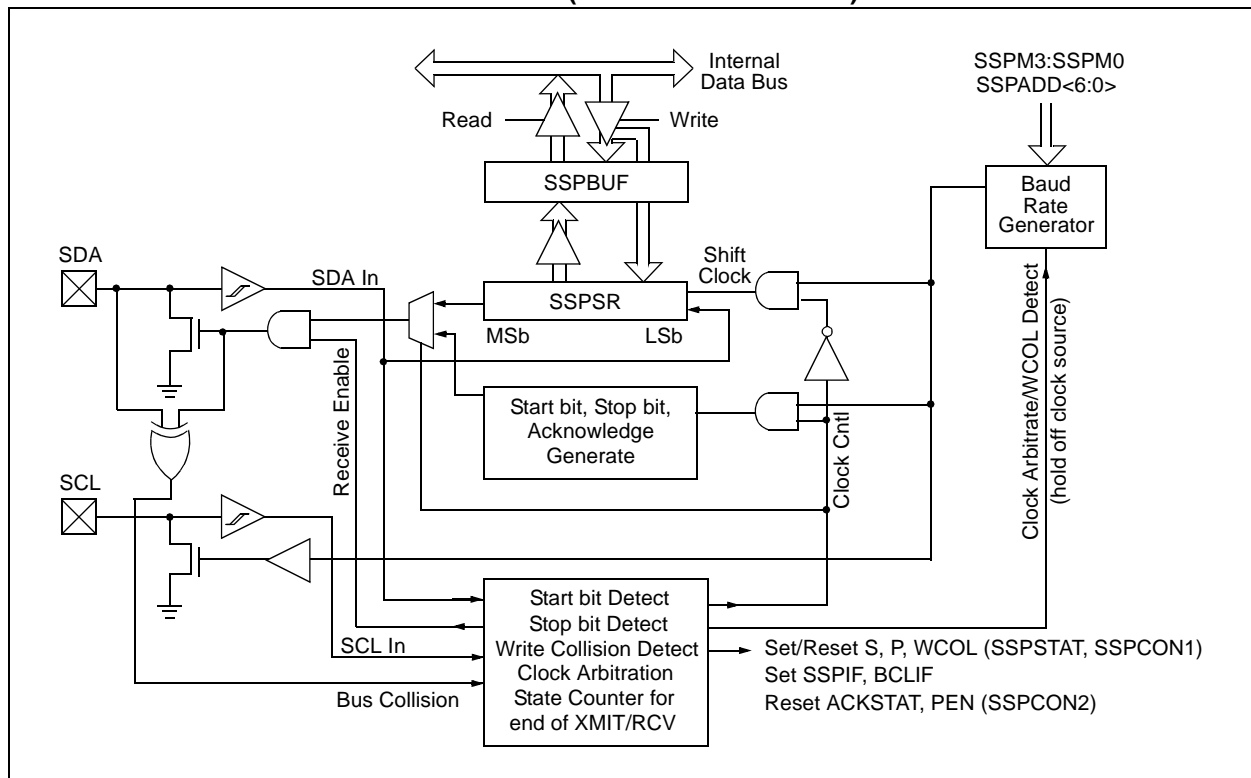 Internal
Data Bus
SSPM3:SSPM0
SSPADD<6:0>
Read
Write
SSPBUF
Baud
Rate
Generator
SDA
SDA In
Shift
Clock
SSPSR
MSb
LSb
Receive Enable
Start bit, Stop bit,
Acknowledge
Generate
Clock Cntl
Clock Arbitrate/WCOL Detect
(hold off clock source)
SCL
SCL In
Bus Collision
Start bit Detect
Stop bit Detect
Write Collision Detect
Clock Arbitration
State Counter for
end of XMIT/RCV
Set/Reset S, P, WCOL (SSPSTAT, SSPCON1)
Set SSPIF, BCLIF
Reset ACKSTAT, PEN (SSPCON2)